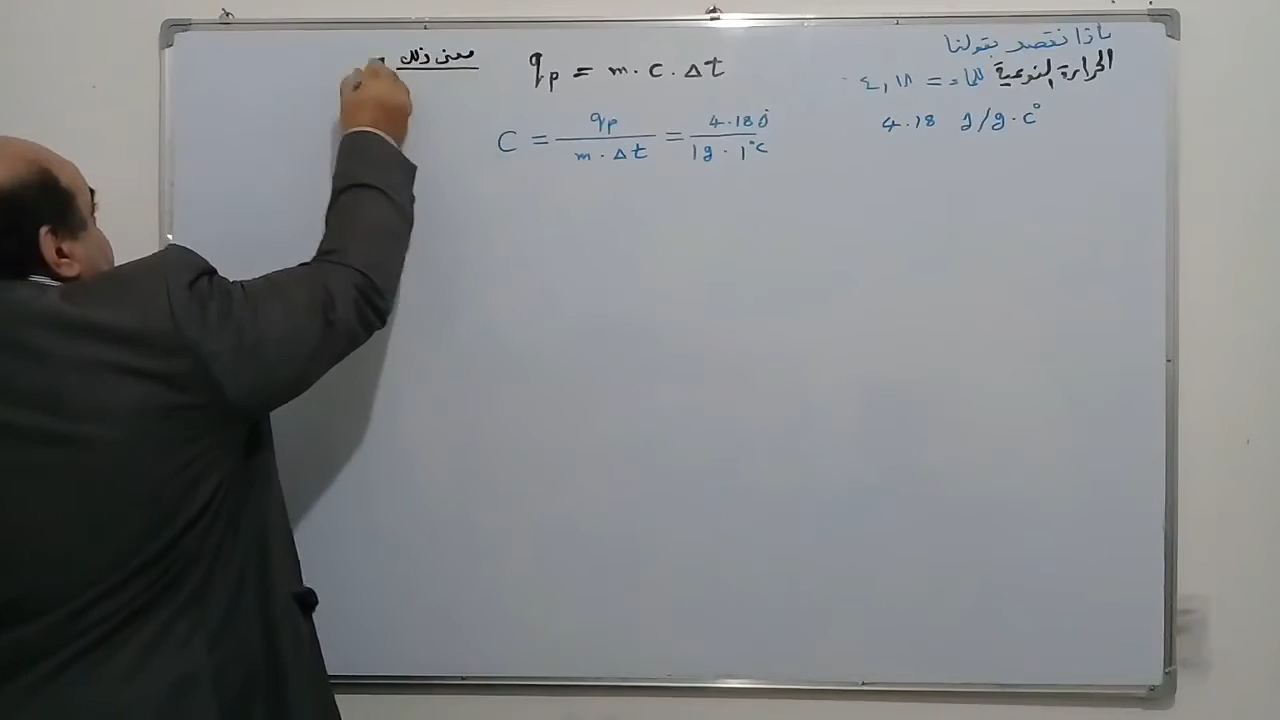 ماذا نقصد بقولنا
الحرارة النوعية للماء = ٤,١٨
4.18 J/g.c°
qp = m . c . Δt
C = qp / m . Δt = 4.18 j / 1g . 1°c
معنى ذلك